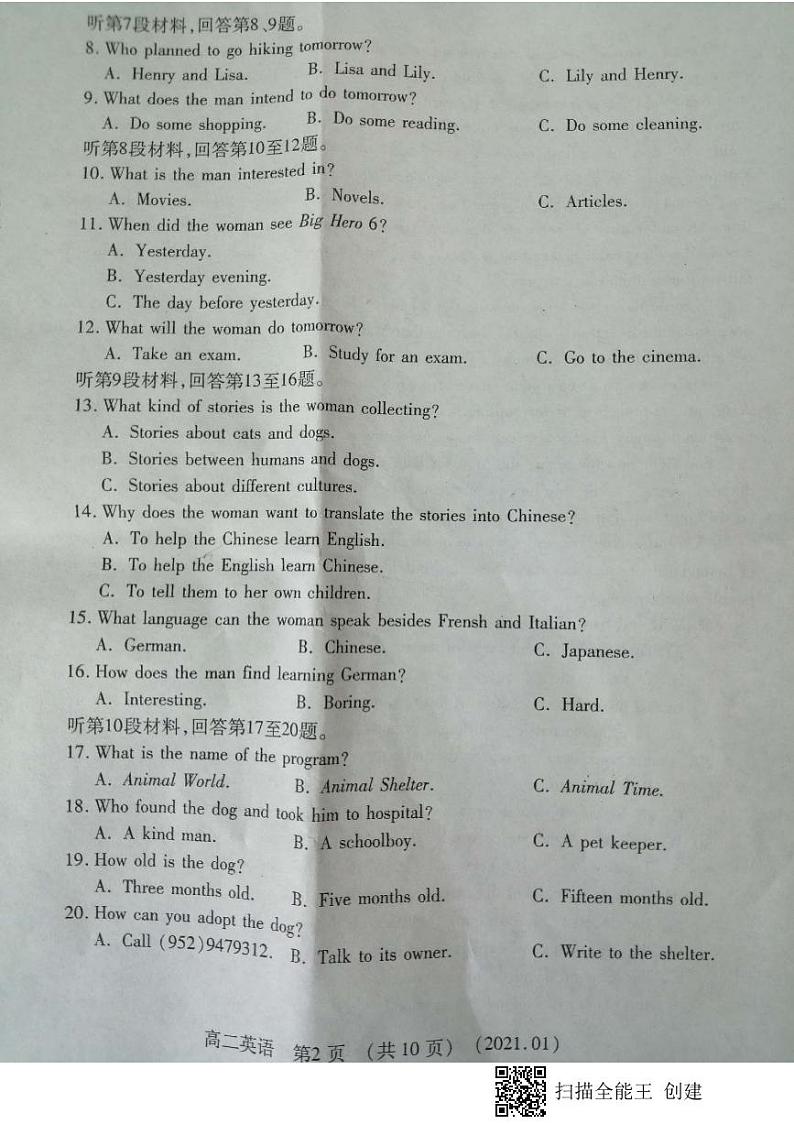 听第7段材料,回答第8、9题。
8. Who planned to go hiking tomorrow?
A. Henry and Lisa. B. Lisa and Lily. C. Lily and Henry.
9. What does the man intend to do tomorrow?
A. Do some shopping. B. Do some reading. C. Do some cleaning.
听第8段材料,回答第10至12题。
10. What is the man interested in?
A. Movies. B. Novels. C. Articles.
11. When did the woman see Big Hero 6?
A. Yesterday.
B. Yesterday evening.
C. The day before yesterday.
12. What will the woman do tomorrow?
A. Take an exam. B. Study for an exam. C. Go to the cinema.
听第9段材料,回答第13至16题。
13. What kind of stories is the woman collecting?
A. Stories about cats and dogs.
B. Stories between humans and dogs.
C. Stories about different cultures.
14. Why does the woman want to translate the stories into Chinese?
A. To help the Chinese learn English.
B. To help the English learn Chinese.
C. To tell them to her own children.
15. What language can the woman speak besides Frensh and Italian?
A. German. B. Chinese. C. Japanese.
16. How does the man find learning German?
A. Interesting. B. Boring. C. Hard.
听第10段材料,回答第17至20题。
17. What is the name of the program?
A. Animal World. B. Animal Shelter. C. Animal Time.
18. Who found the dog and took him to hospital?
A. A kind man. B. A schoolboy. C. A pet keeper.
19. How old is the dog?
A. Three months old. B. Five months old. C. Fifteen months old.
20. How can you adopt the dog?
A. Call (952)9479312. B. Talk to its owner. C. Write to the shelter.
高二英语 第2页 (共10页) (2021.01)
扫描全能王 创建